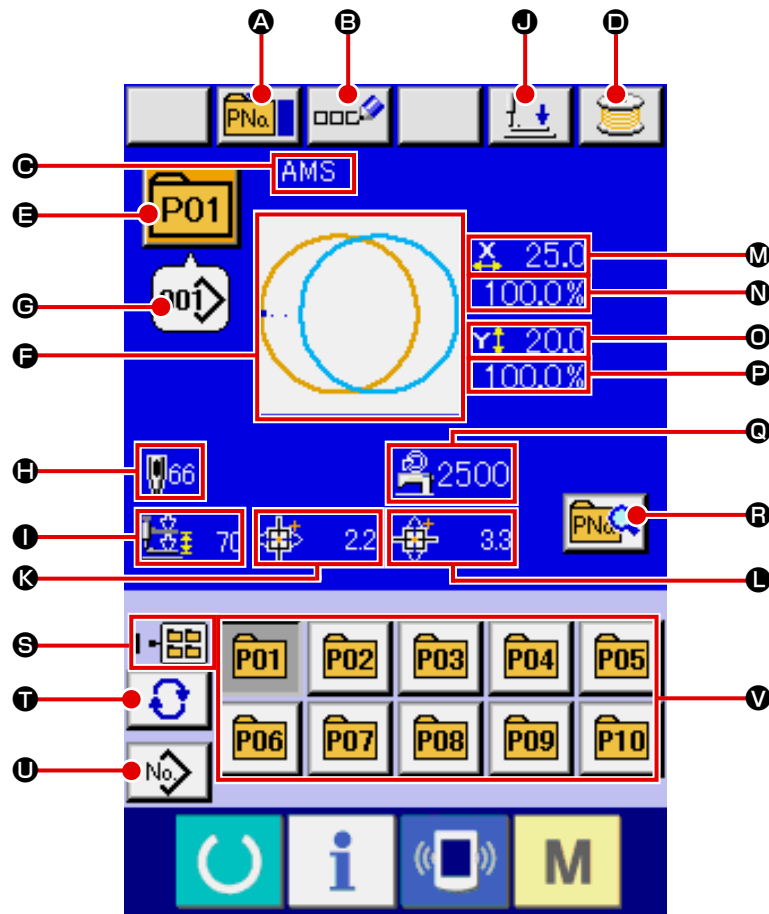 A B J D
PNo.
C AMS
E P01
X 25.0 M
100.0% N
G 001
F
Y 20.0 O
100.0% P
Q
H 66 2500
R
PNo.
I 70 2.2 3.3
K L
S
P01 P02 P03 P04 P05
T V
P06 P07 P08 P09 P10
U No.
i M